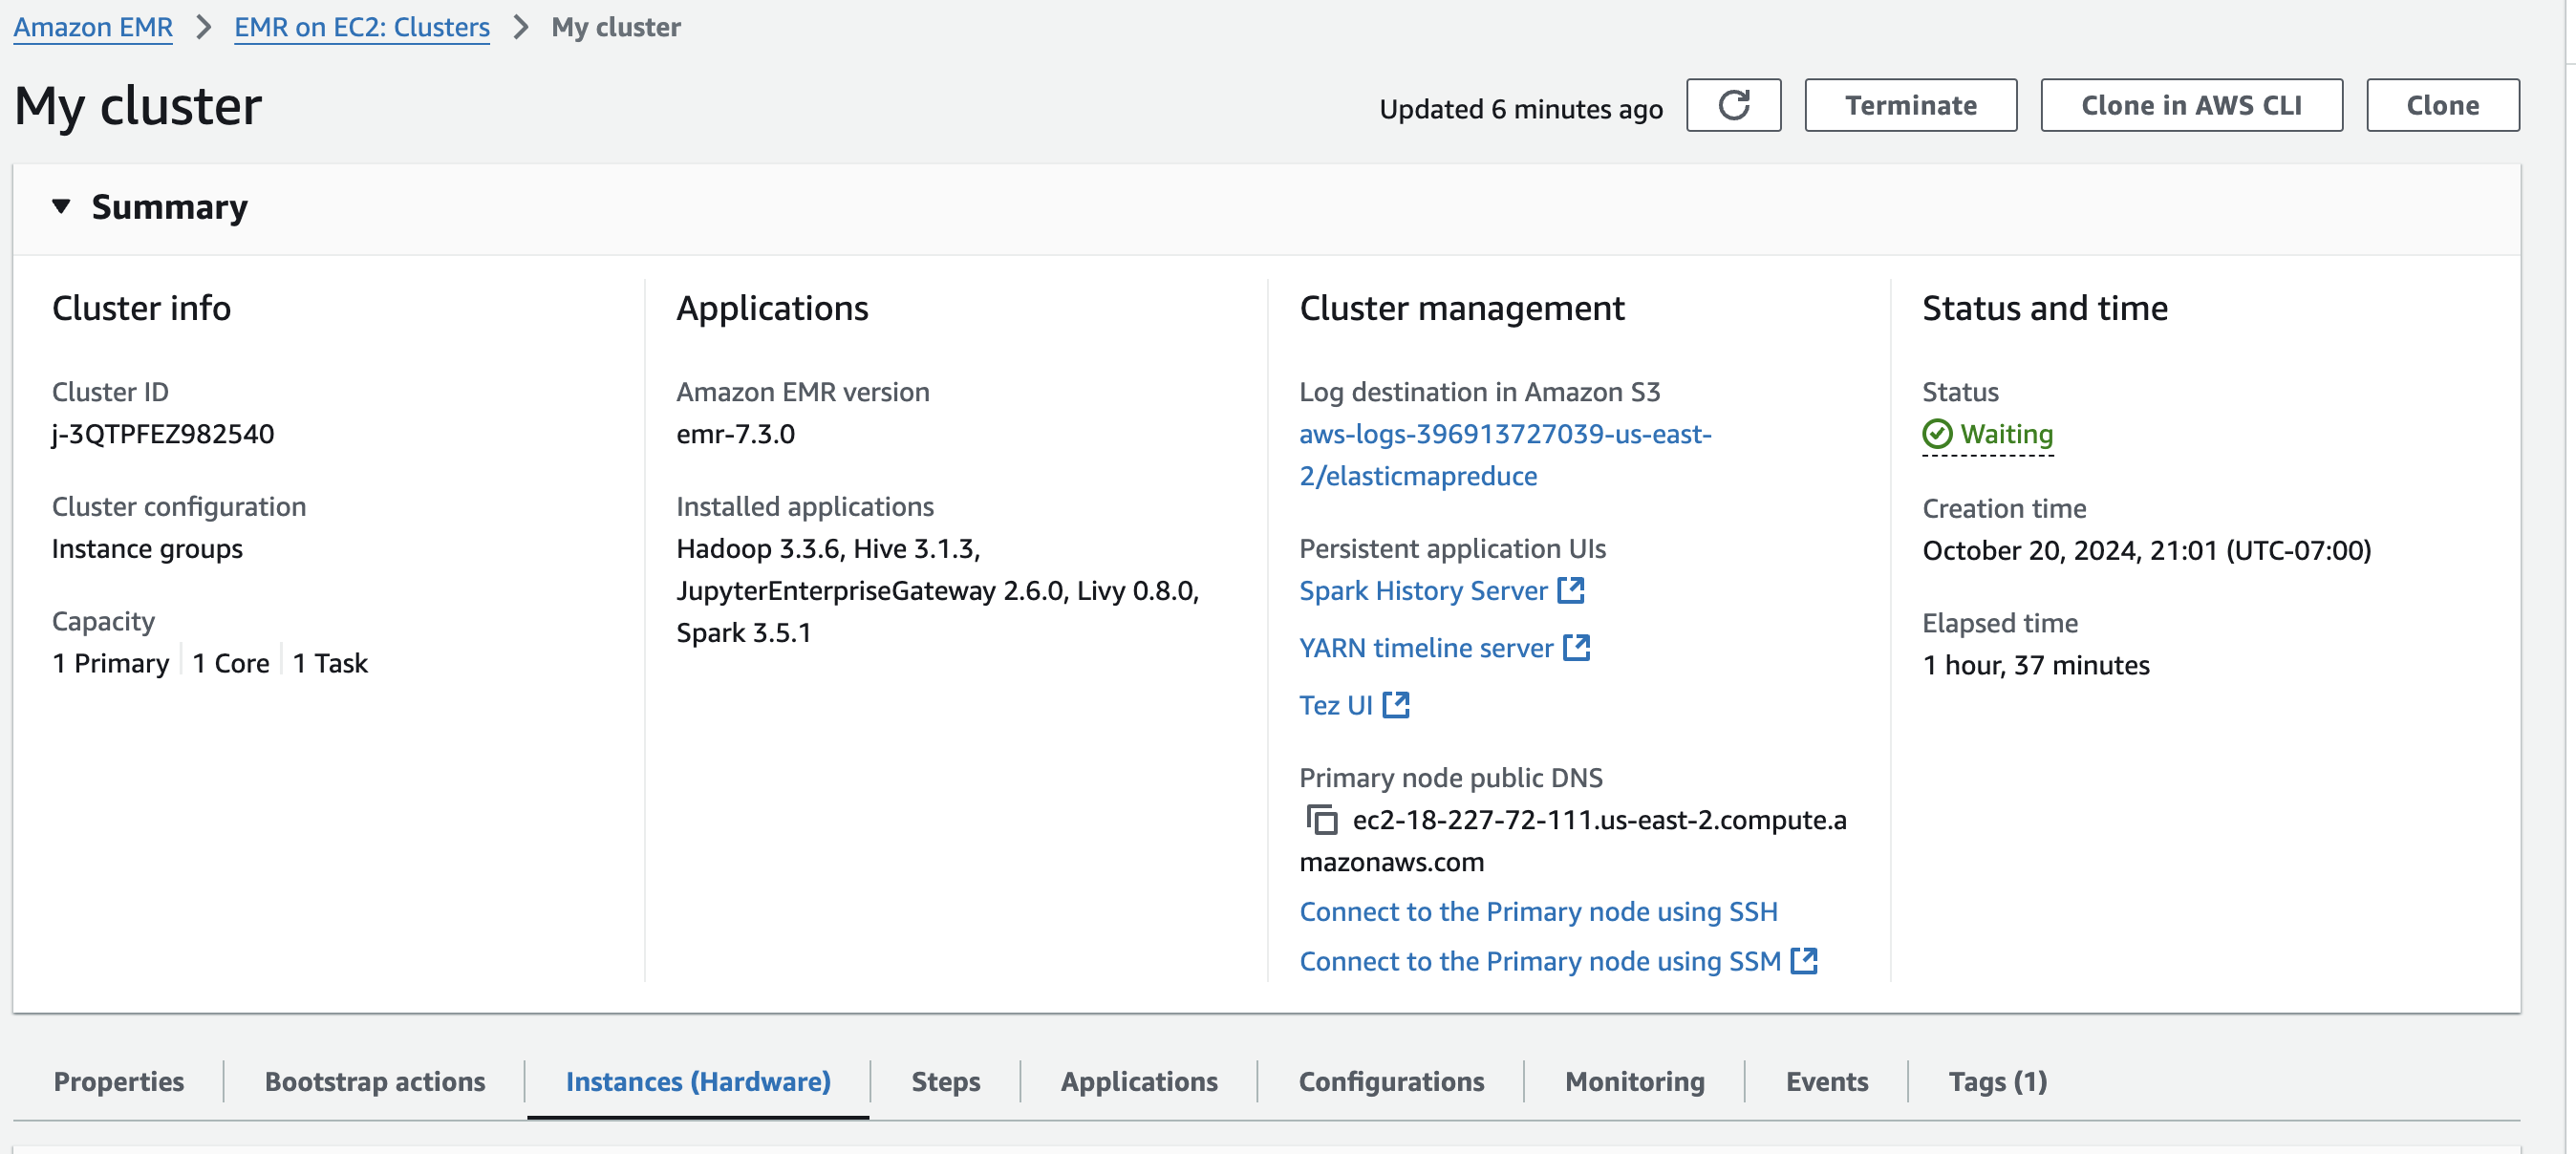 Amazon EMR > EMR on EC2: Clusters > My cluster
My cluster
Updated 6 minutes ago
Terminate
Clone in AWS CLI
Clone
Summary
Cluster info
Cluster ID
j-3QTPFEZ982540
Cluster configuration
Instance groups
Capacity
1 Primary | 1 Core | 1 Task
Applications
Amazon EMR version
emr-7.3.0
Installed applications
Hadoop 3.3.6, Hive 3.1.3,
JupyterEnterpriseGateway 2.6.0, Livy 0.8.0,
Spark 3.5.1
Cluster management
Log destination in Amazon S3
aws-logs-396913727039-us-east-
2/elasticmapreduce
Persistent application UIs
Spark History Server
YARN timeline server
Tez UI
Primary node public DNS
ec2-18-227-72-111.us-east-2.compute.a
mazonaws.com
Connect to the Primary node using SSH
Connect to the Primary node using SSM
Status and time
Status
Waiting
Creation time
October 20, 2024, 21:01 (UTC-07:00)
Elapsed time
1 hour, 37 minutes
Properties
Bootstrap actions
Instances (Hardware)
Steps
Applications
Configurations
Monitoring
Events
Tags (1)